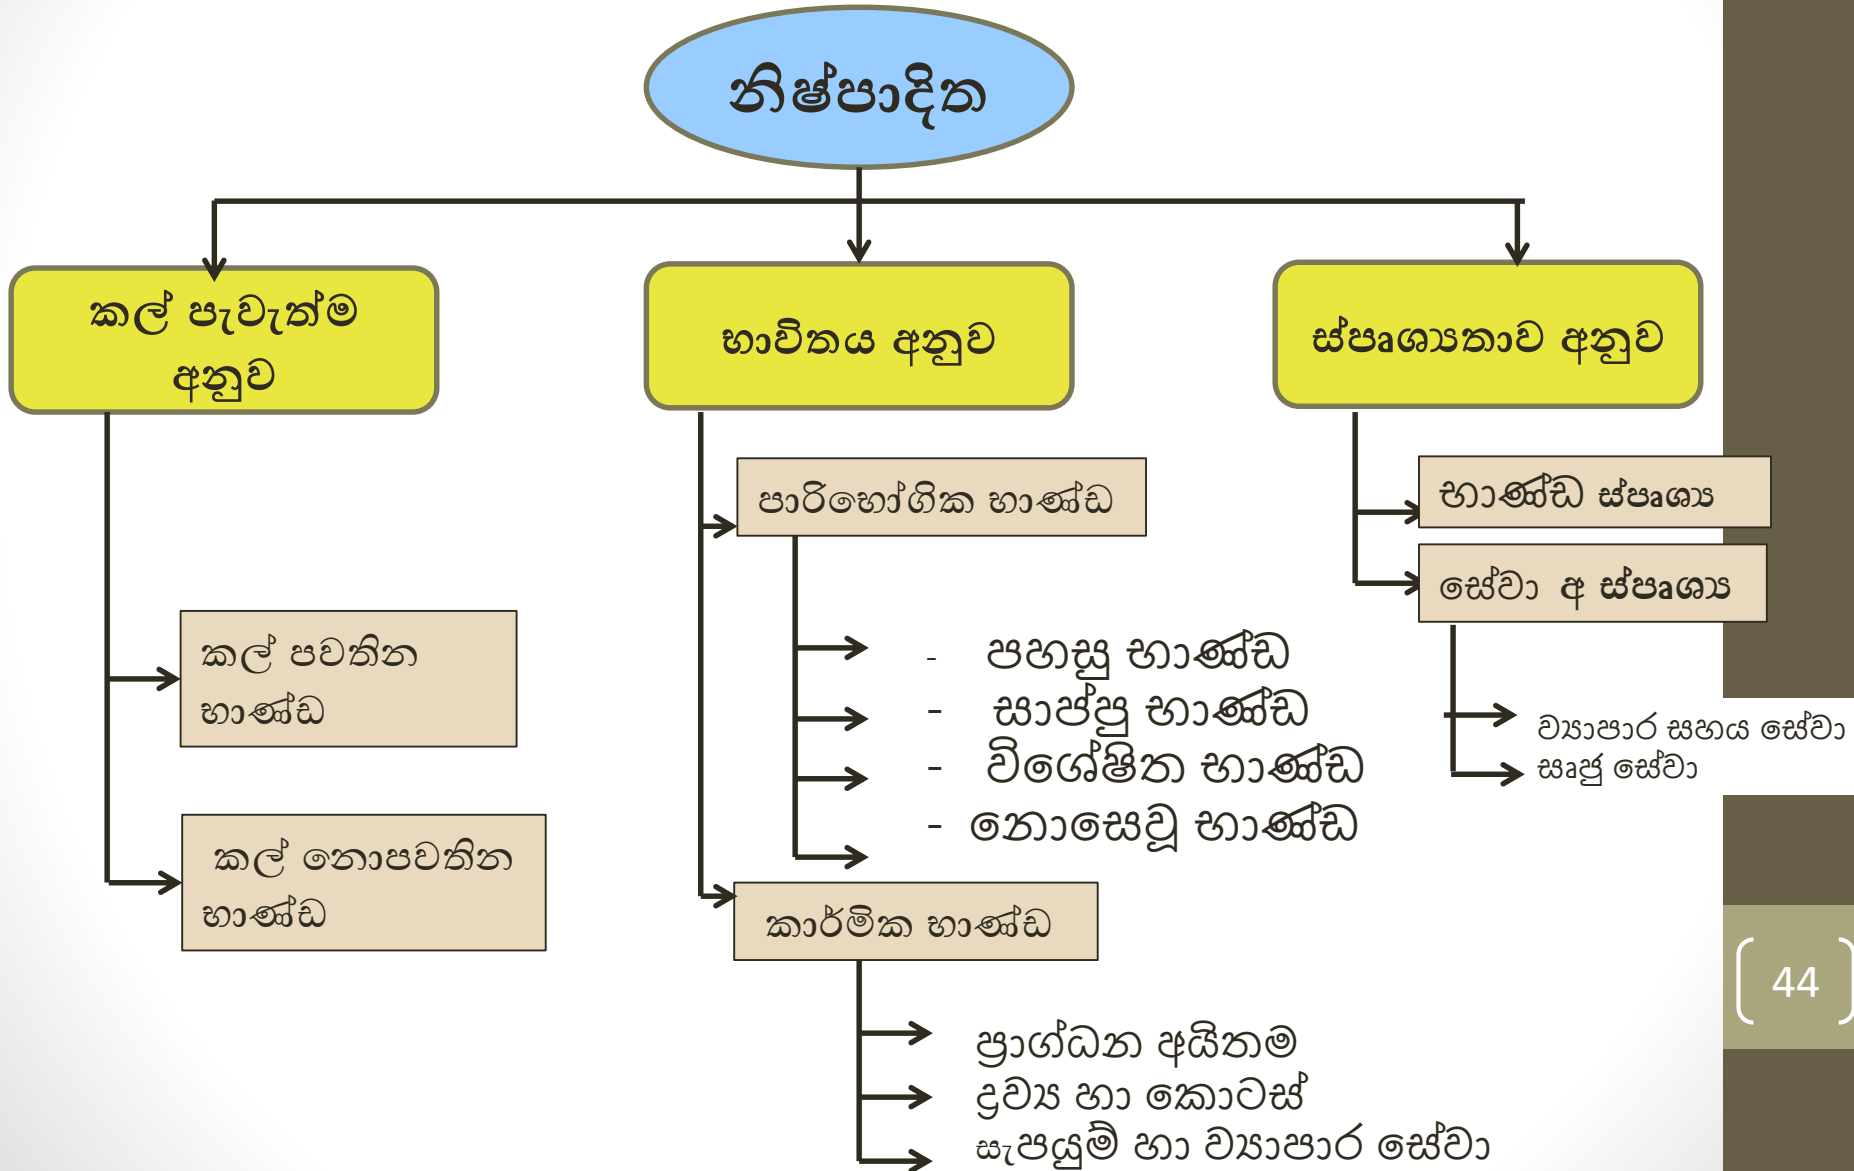 නිෂ්පාදිත
කල් පැවැත්ම
අනුව
භාවිතය අනුව
ස්පෘශ්‍යතාව අනුව
පාරිභෝගික භාණ්ඩ
භාණ්ඩ ස්පෘශ්‍ය
සේවා අ ස්පෘශ්‍ය
කල් පවතින
භාණ්ඩ
- පහසු භාණ්ඩ
- සාප්පු භාණ්ඩ
- විශේෂිත භාණ්ඩ
- නොසෙවූ භාණ්ඩ
ව්‍යාපාර සහය සේවා
සෘජු සේවා
කල් නොපවතින
භාණ්ඩ
කාර්මික භාණ්ඩ
44
ප්‍රාග්ධන අයිතම
ද්‍රව්‍ය හා කොටස්
සැපයුම් හා ව්‍යාපාර සේවා